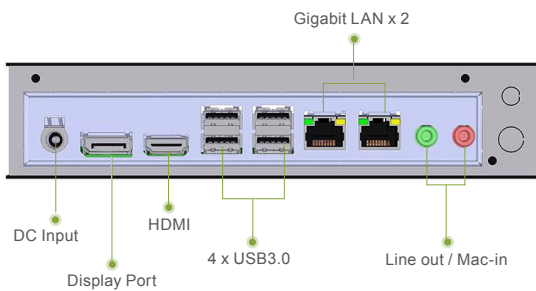 Gigabit LAN x 2
DC Input
Display Port
HDMI
4 x USB3.0
Line out / Mac-in